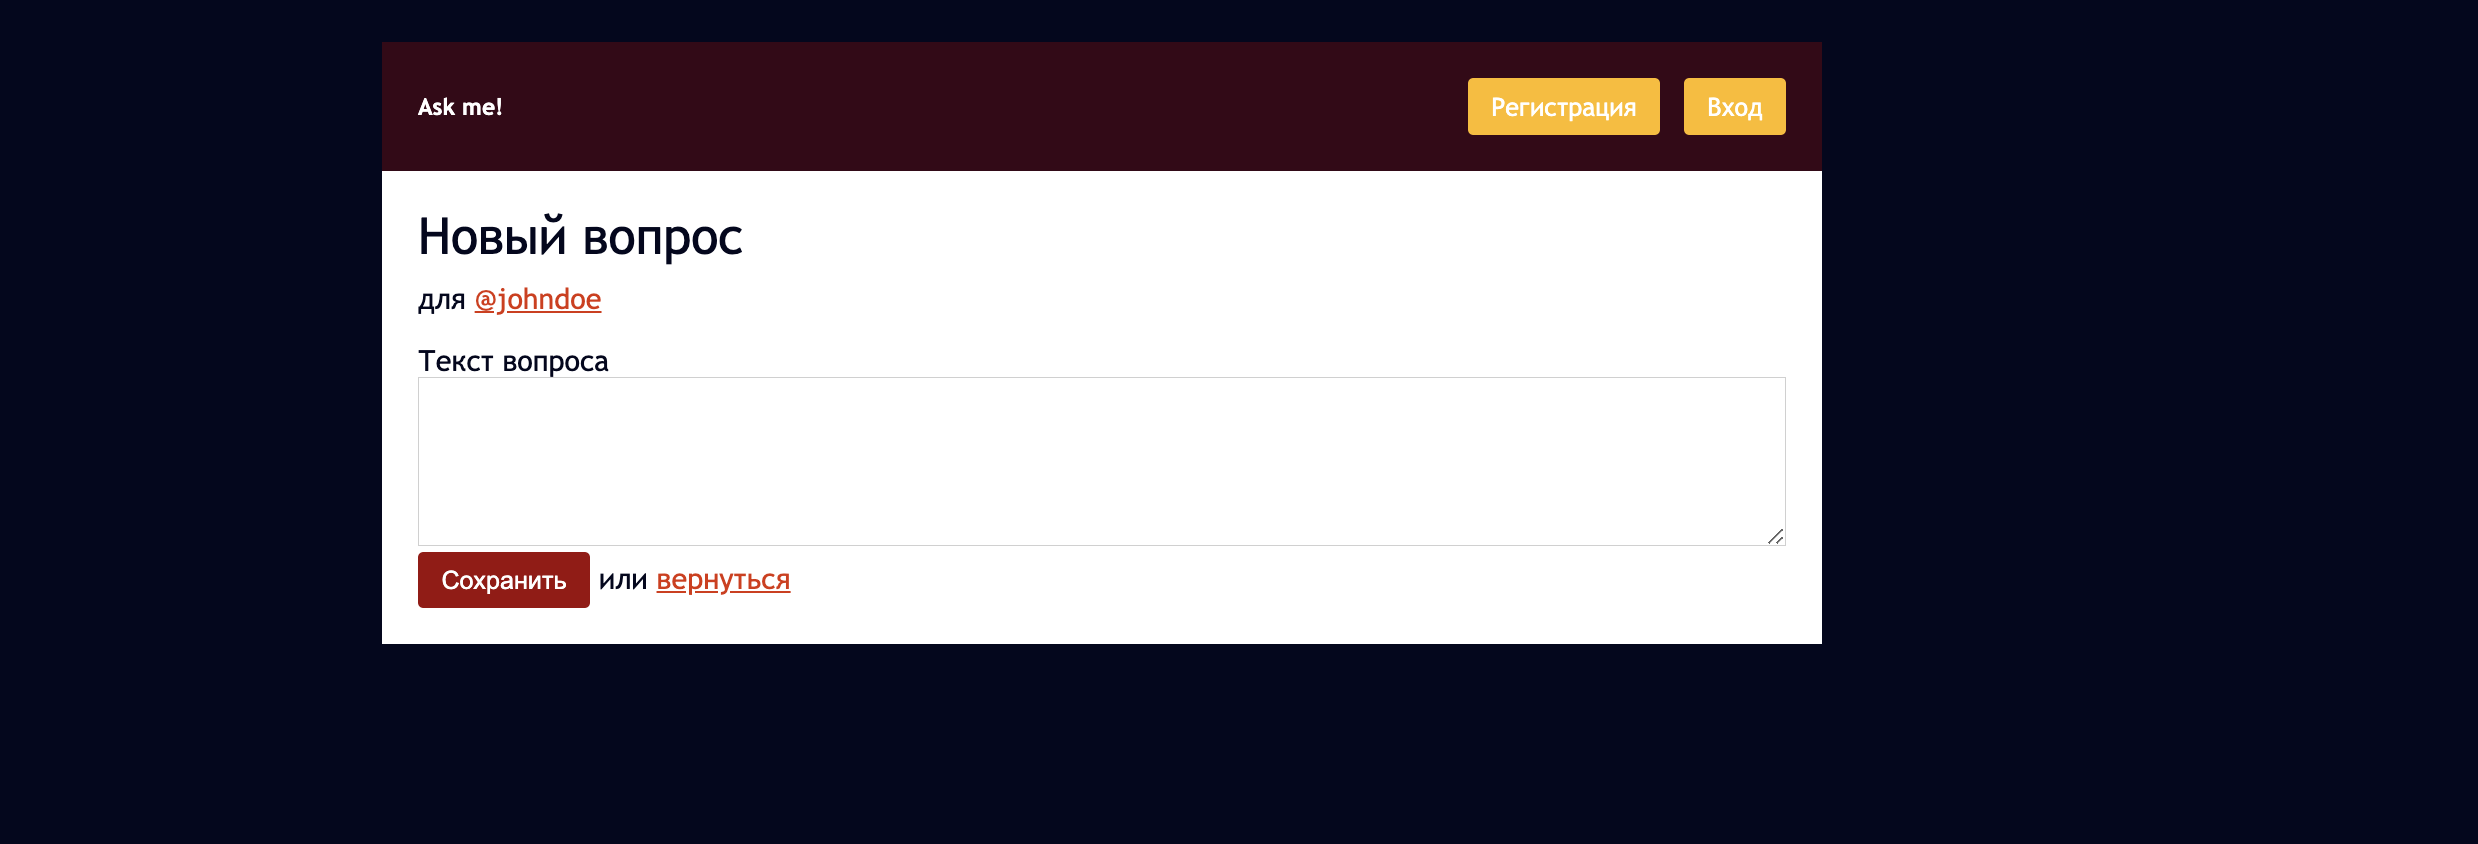 Ask me! Регистрация Вход
Новый вопрос
для @johndoe
Текст вопроса
Сохранить или вернуться